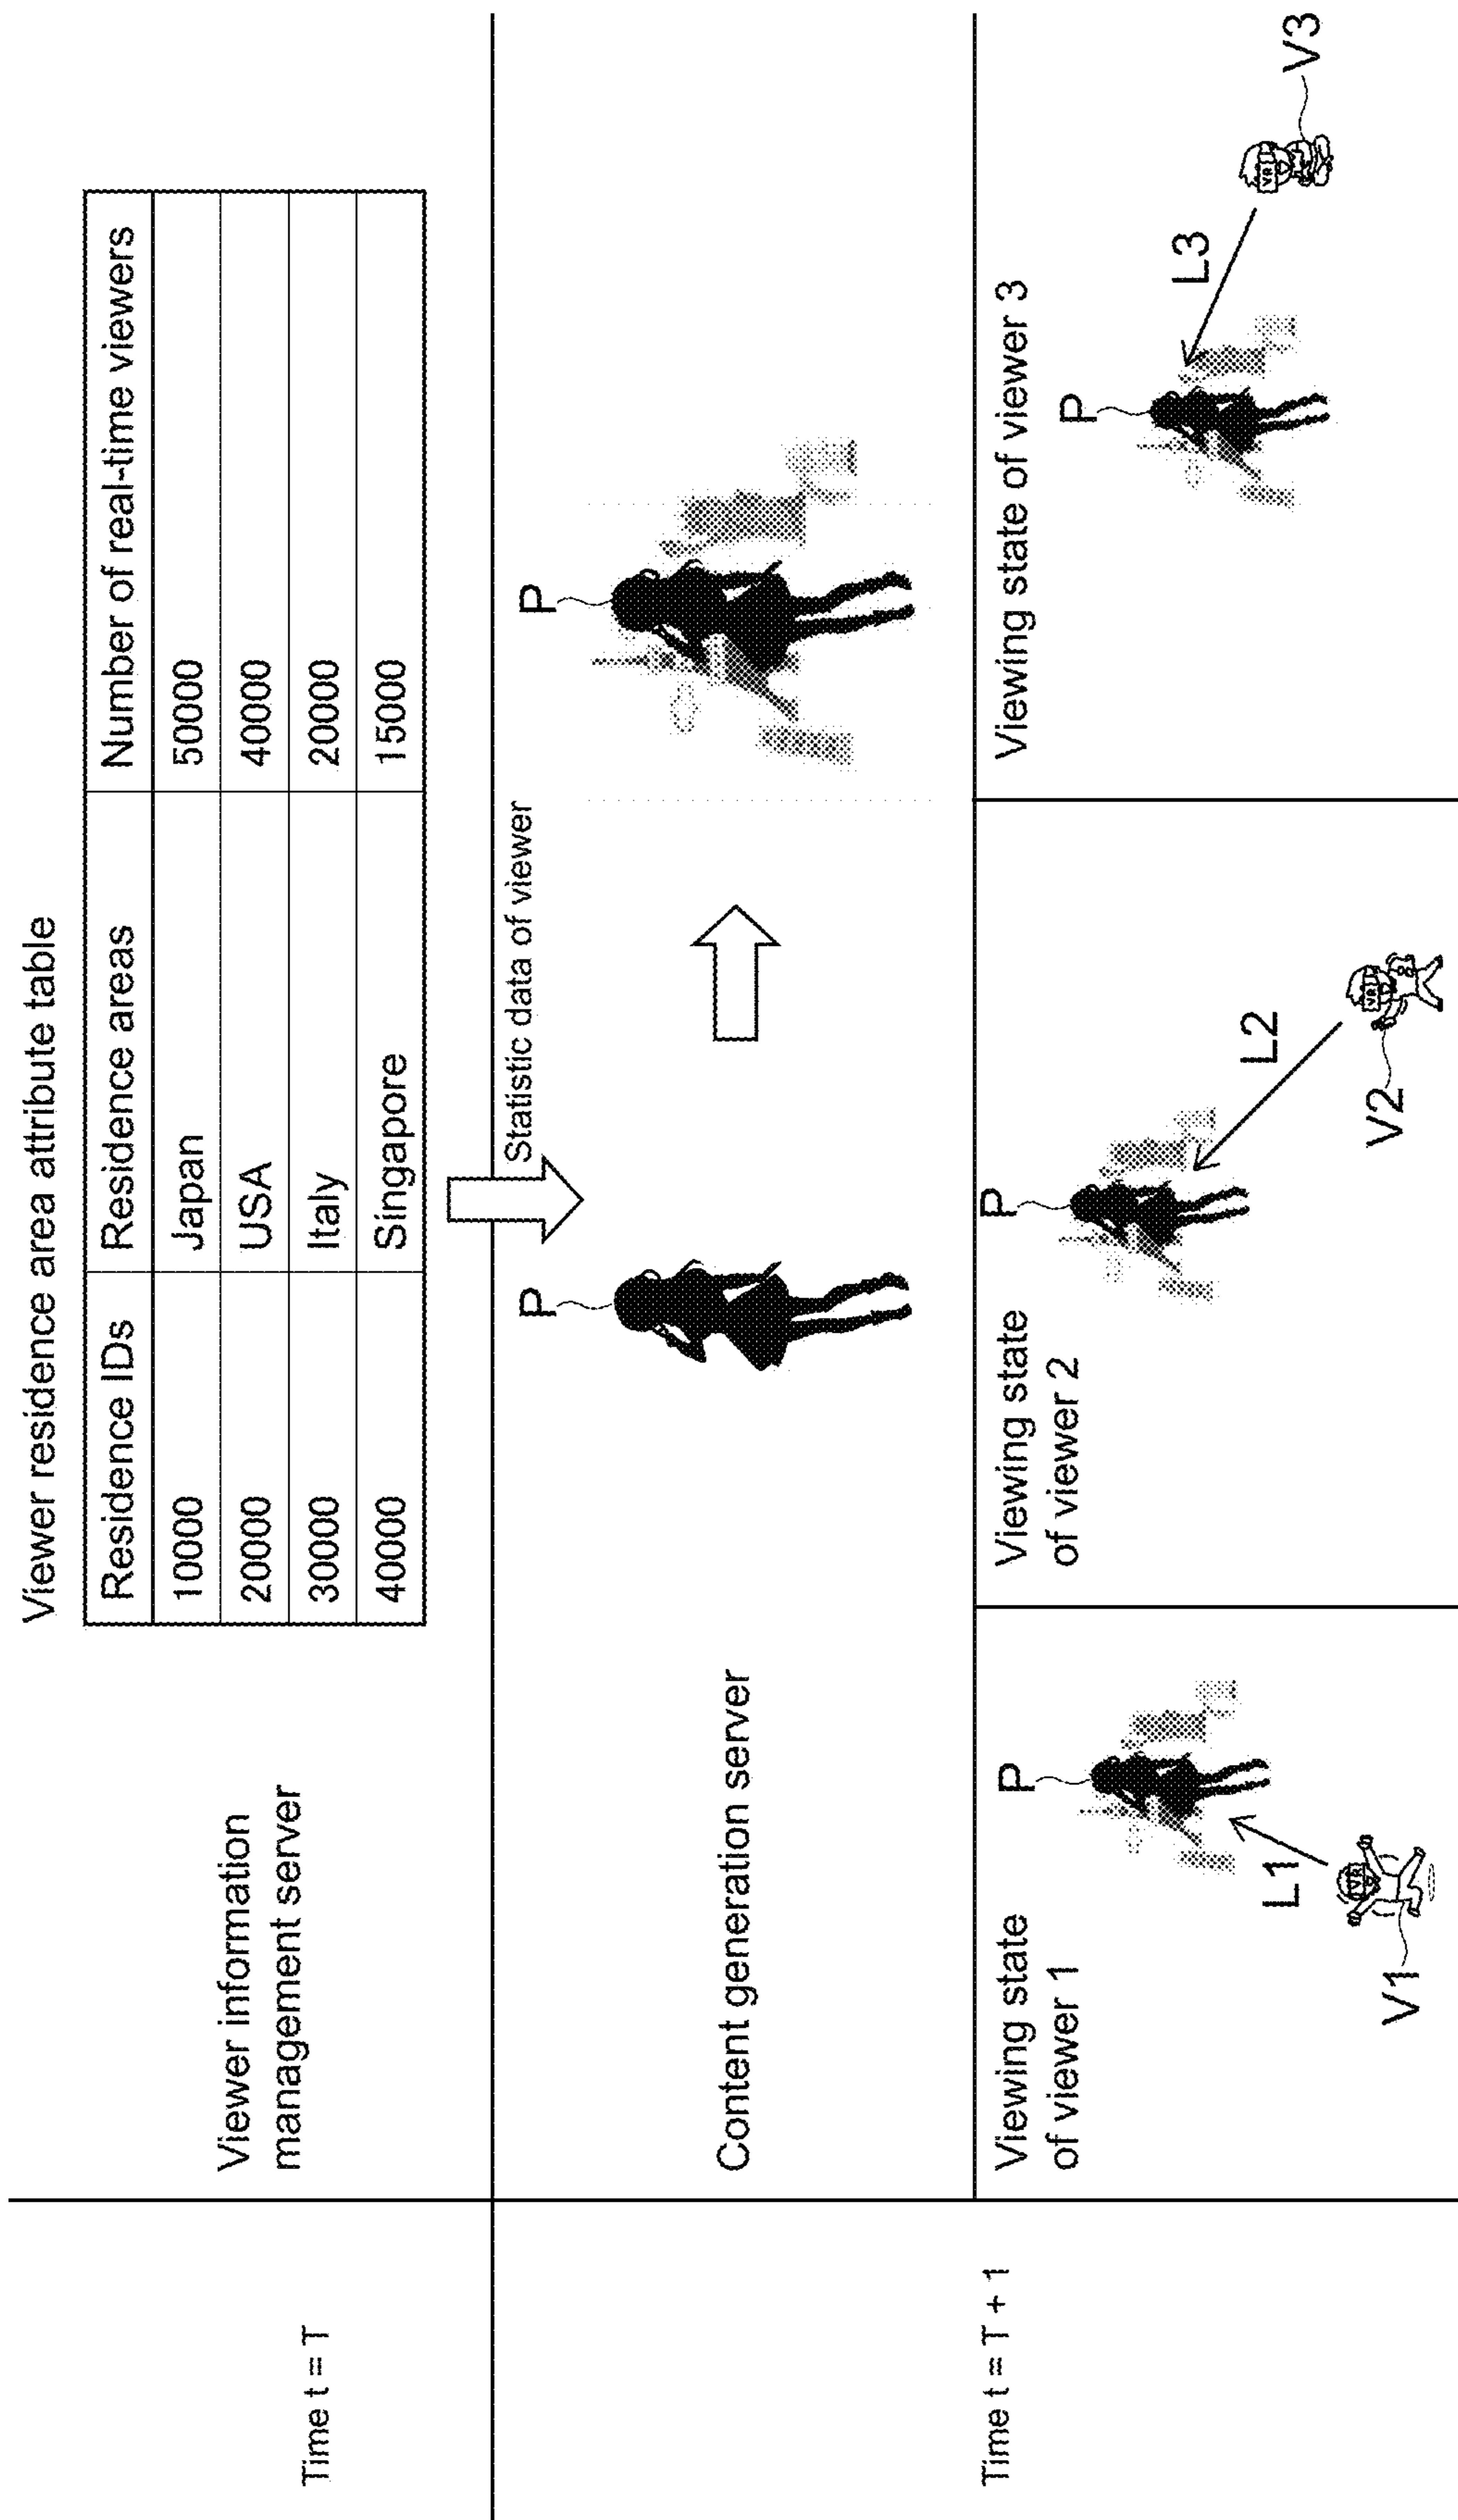 Viewer residence area attribute table
Residence IDs Residence areas Number of real-time viewers
10000 Japan 50000
20000 USA 40000
30000 Italy 20000
40000 Singapore 15000
Viewer information
management server
Time t = T
Statistic data of viewer
Content generation server
P
P
Time t = T + 1
Viewing state
of viewer 1
P
L1
V1
VR
Viewing state
of viewer 2
P
L2
V2
VR
Viewing state of viewer 3
P
L3
V3
VR